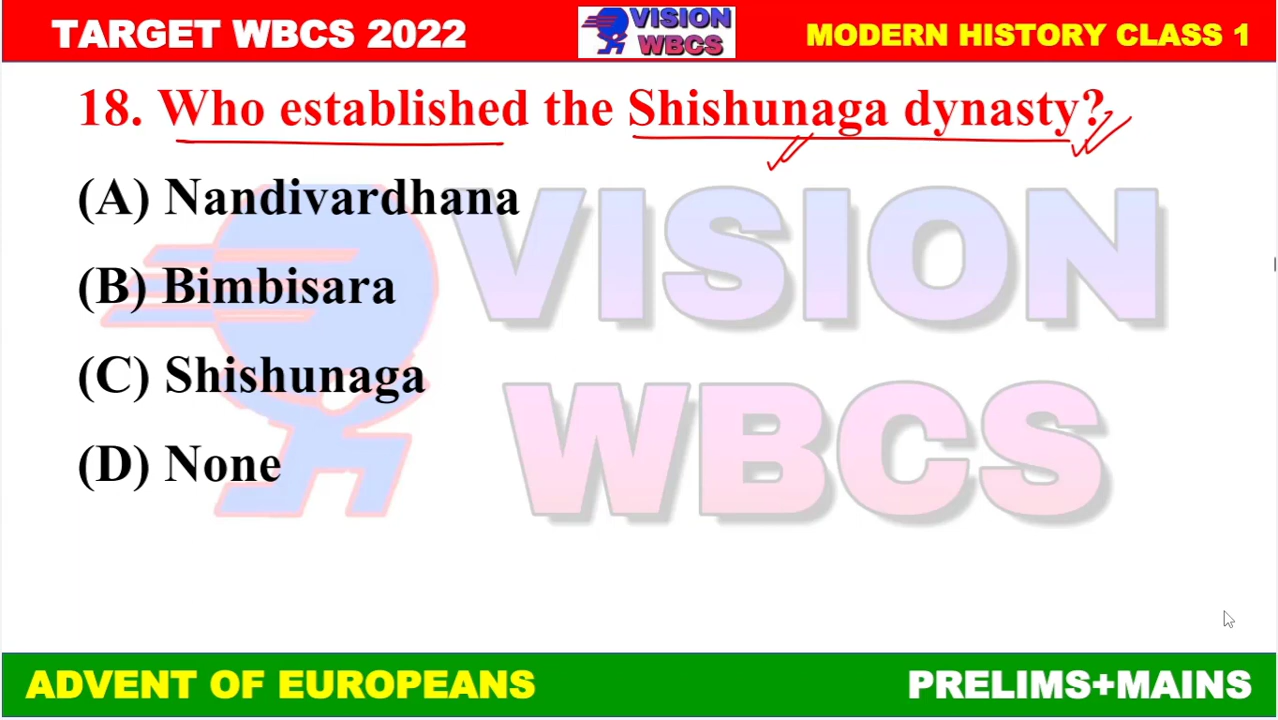 TARGET WBCS 2022
VISION
WBCS
MODERN HISTORY CLASS 1
18. Who established the Shishunaga dynasty?
(A) Nandivardhana
(B) Bimbisara
(C) Shishunaga
(D) None
VISION
WBCS
ADVENT OF EUROPEANS
PRELIMS+MAINS